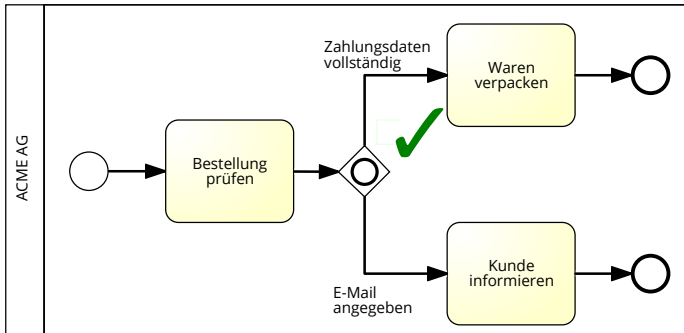 ACME AG
Bestellung
prüfen
Zahlungsdaten
vollständig
Waren
verpacken
E-Mail
angegeben
Kunde
informieren